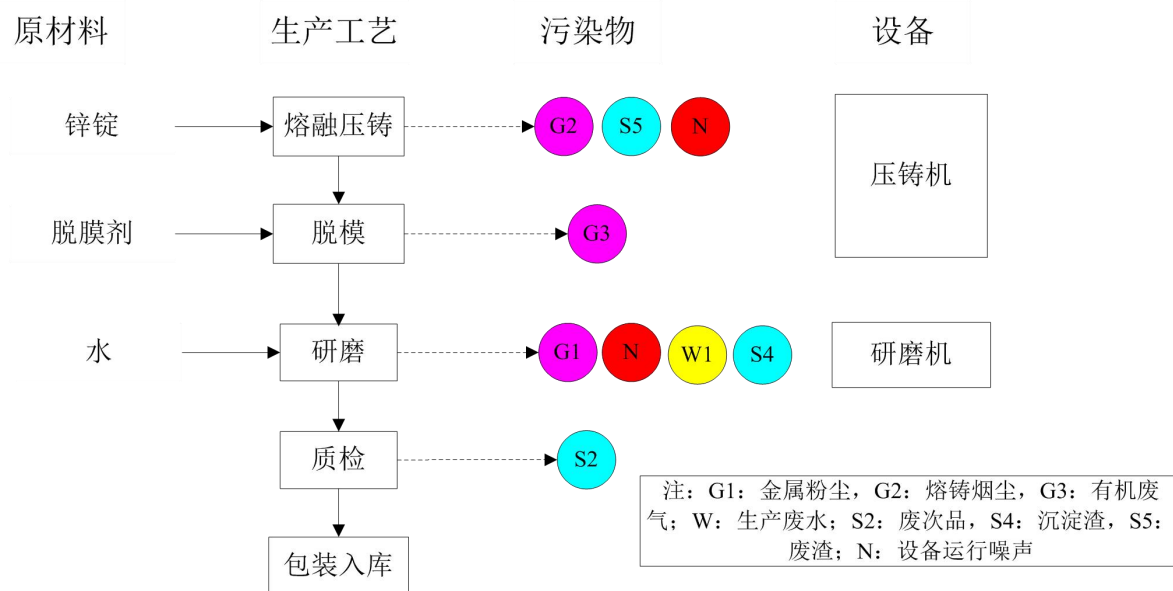 原材料 生产工艺 污染物 设备
锌锭 熔融压铸 G2 S5 N
压铸机
脱膜剂 脱模 G3
水 研磨 G1 N W1 S4 研磨机
质检 S2
注：G1：金属粉尘，G2：熔铸烟尘，G3：有机废
气；W：生产废水；S2：废次品，S4：沉淀渣，S5：
废渣；N：设备运行噪声
包装入库